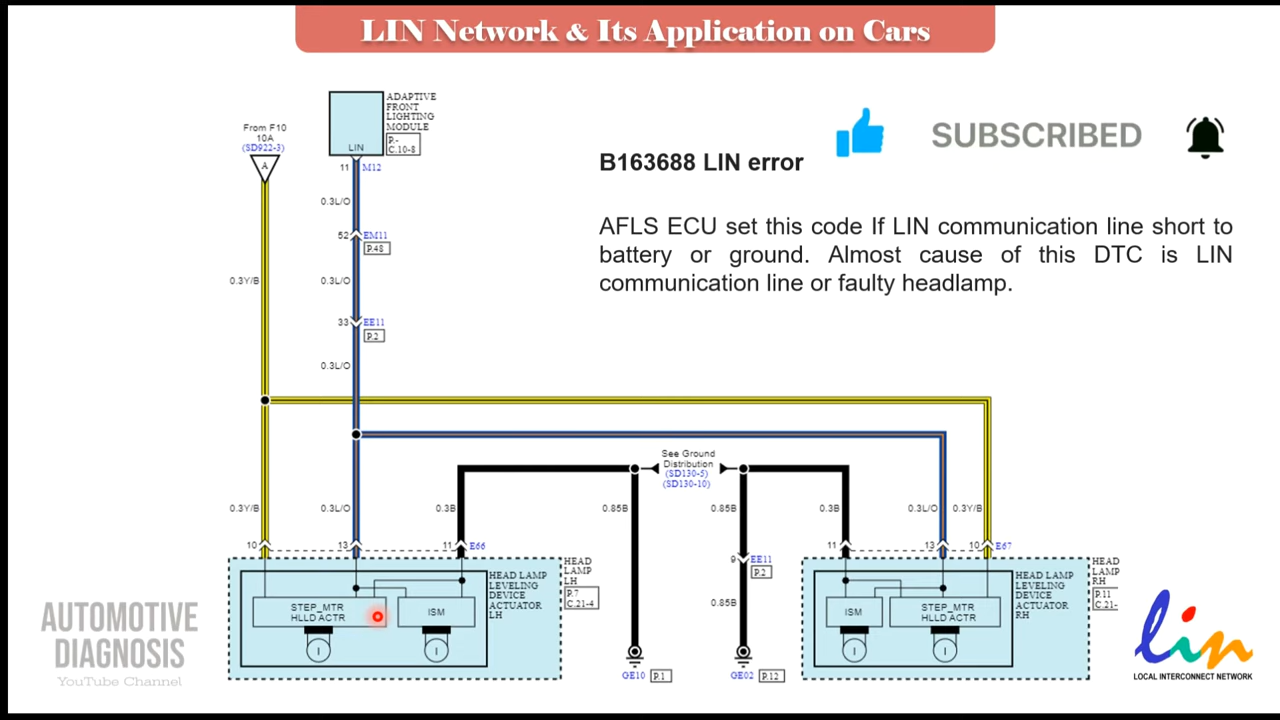 LIN Network & Its Application on Cars
ADAPTIVE
FRONT
LIGHTING
MODULE
P.-
C.10-8
LIN
From F10
10A
(SD922-3)
A
11
M12
SUBSCRIBED
B163688 LIN error
AFLS ECU set this code If LIN communication line short to
battery or ground. Almost cause of this DTC is LIN
communication line or faulty headlamp.
0.3L/O
52
EM11
P.48
0.3Y/B
0.3L/O
33
EE11
P.2
0.3L/O
See Ground
Distribution
(SD130-5)
(SD130-10)
0.3Y/B
0.3L/O
0.3B
0.85B
0.85B
0.3B
0.3L/O
0.3Y/B
10
13
11
E66
11
13
10
E67
9
EE11
P.2
0.85B
HEAD
LAMP
LH
P.7
C.21-4
HEAD LAMP
LEVELING
DEVICE
ACTUATOR
LH
STEP_MTR
HLLD ACTR
ISM
I
I
HEAD
LAMP
RH
P.11
C.21-
HEAD LAMP
LEVELING
DEVICE
ACTUATOR
RH
ISM
STEP_MTR
HLLD ACTR
I
I
GE10
P.1
GE02
P.12
AUTOMOTIVE
DIAGNOSIS
YouTube Channel
lin
LOCAL INTERCONNECT NETWORK